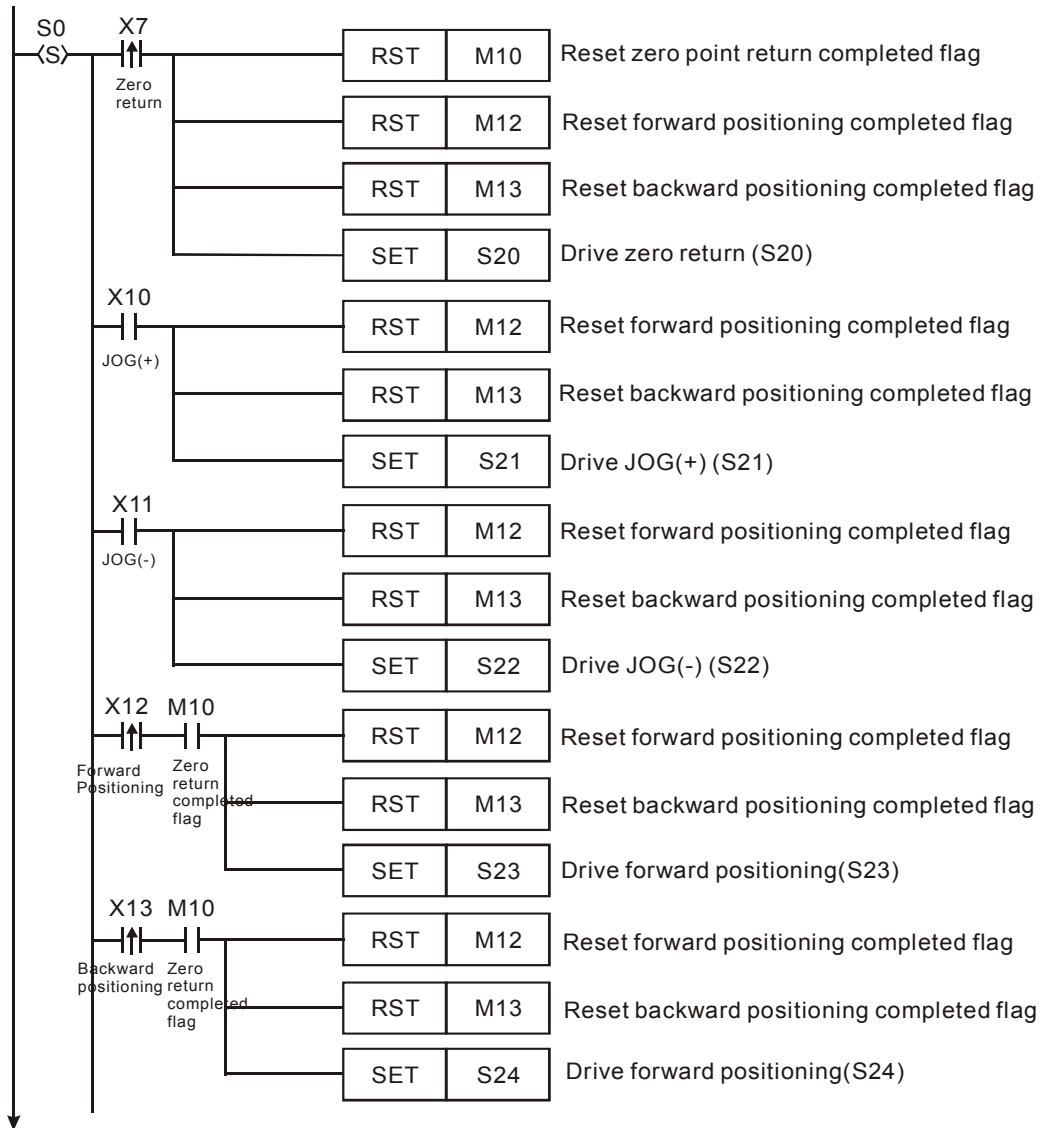 S0 X7
S
Zero
return
RST M10 Reset zero point return completed flag
RST M12 Reset forward positioning completed flag
RST M13 Reset backward positioning completed flag
SET S20 Drive zero return (S20)
X10
JOG(+)
RST M12 Reset forward positioning completed flag
RST M13 Reset backward positioning completed flag
SET S21 Drive JOG(+) (S21)
X11
JOG(-)
RST M12 Reset forward positioning completed flag
RST M13 Reset backward positioning completed flag
SET S22 Drive JOG(-) (S22)
X12 M10
Forward
Positioning
Zero
return
completed
flag
RST M12 Reset forward positioning completed flag
RST M13 Reset backward positioning completed flag
SET S23 Drive forward positioning(S23)
X13 M10
Backward
positioning
Zero
return
completed
flag
RST M12 Reset forward positioning completed flag
RST M13 Reset backward positioning completed flag
SET S24 Drive forward positioning(S24)